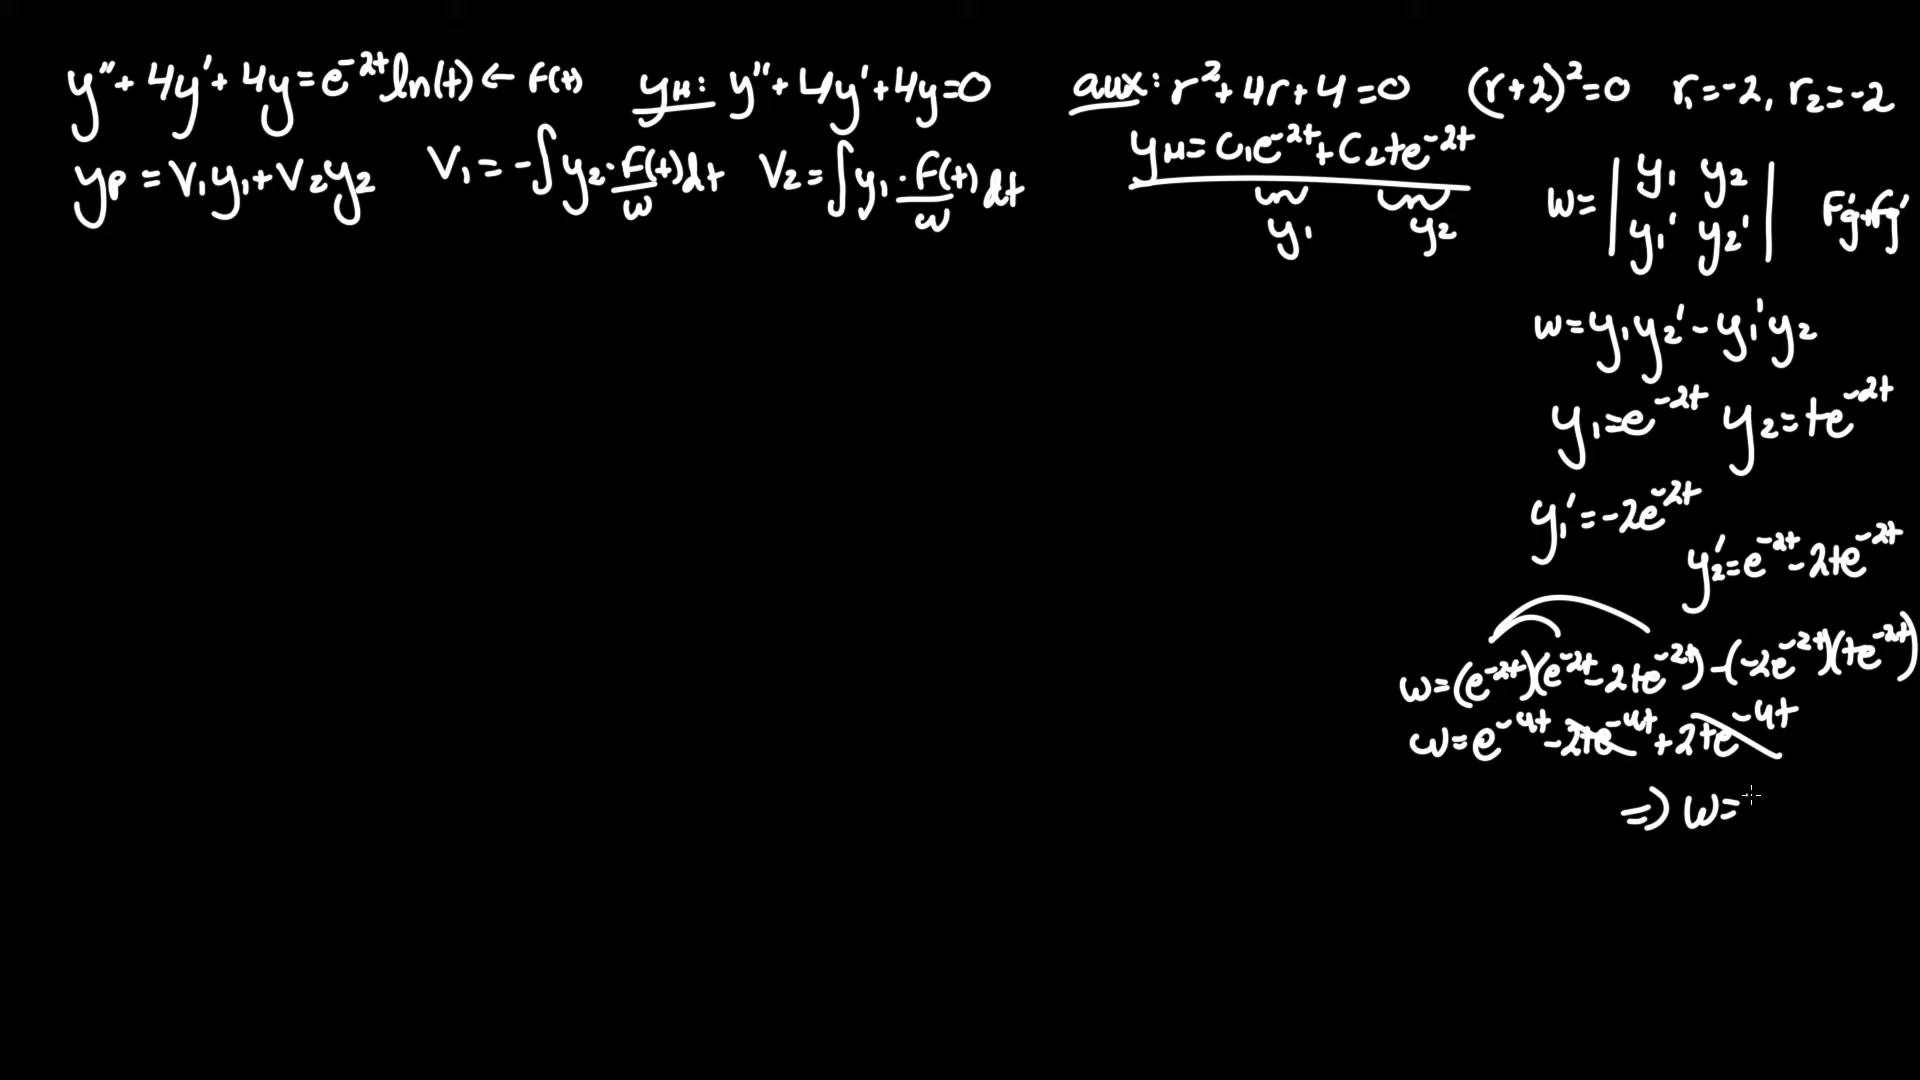 y'' + 4y' + 4y = e^{-2t} ln(t) ← f(t)   y_H: y'' + 4y' + 4y = 0   aux: r² + 4r + 4 = 0   (r+2)² = 0   r₁ = -2, r₂ = -2
y_p = v₁y₁ + v₂y₂   v₁ = -∫ y₂ · f(t)/w dt   v₂ = ∫ y₁ · f(t)/w dt   y_H = c₁e^{-2t} + c₂te^{-2t}
y₁   y₂
w = | y₁ y₂ |
| y₁' y₂' |   f'g + fg'
w = y₁y₂' - y₁'y₂
y₁ = e^{-2t}   y₂ = te^{-2t}
y₁' = -2e^{-2t}
y₂' = e^{-2t} - 2te^{-2t}
w = (e^{-2t})(e^{-2t} - 2te^{-2t}) - (-2e^{-2t})(te^{-2t})
w = e^{-4t} - 2te^{-4t} + 2te^{-4t}
⇒ w =